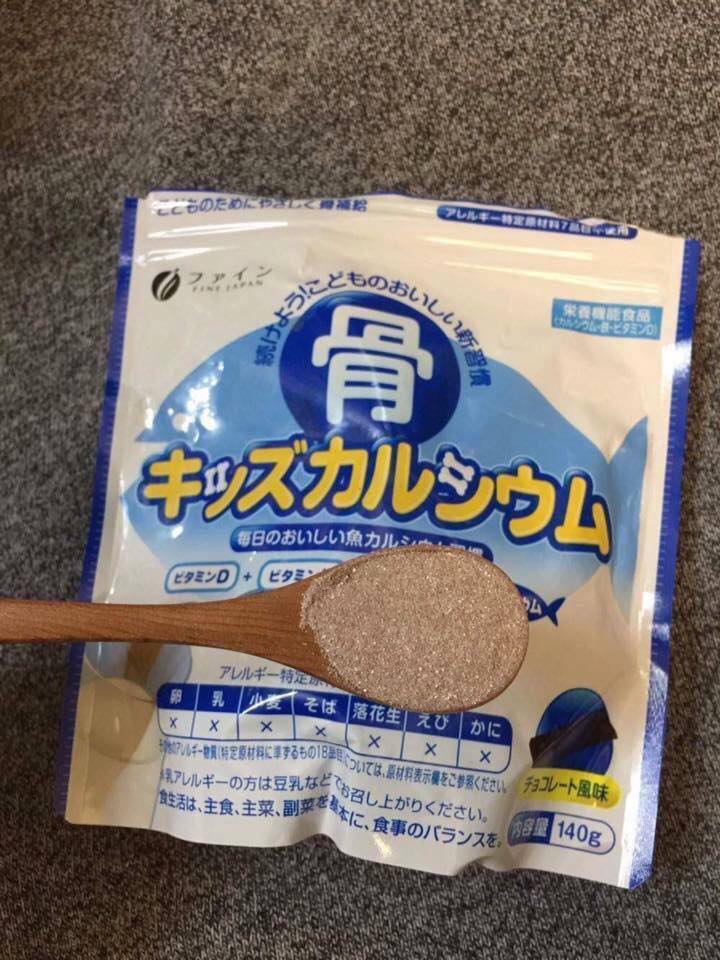 こどものためにやさしく骨補給
アレルギー特定原材料7品目不使用
ファイン
FINE JAPAN
続けよう!こどものおいしい新習慣
栄養機能食品
(カルシウム・鉄・ビタミンD)
骨
キッズカルシウム
毎日のおいしい魚カルシウム
ビタミンD + ビタミン
アレルギー特定原
卵 乳 小麦 そば 落花生 えび かに
× × × × × × ×
その他のアレルギー物質(特定原材料に準ずるもの18品目)については、原材料表示欄をご参照ください。
乳アレルギーの方は豆乳などでお召し上がりください。
食生活は、主食、主菜、副菜を基本に、食事のバランスを。
チョコレート風味
内容量 140g